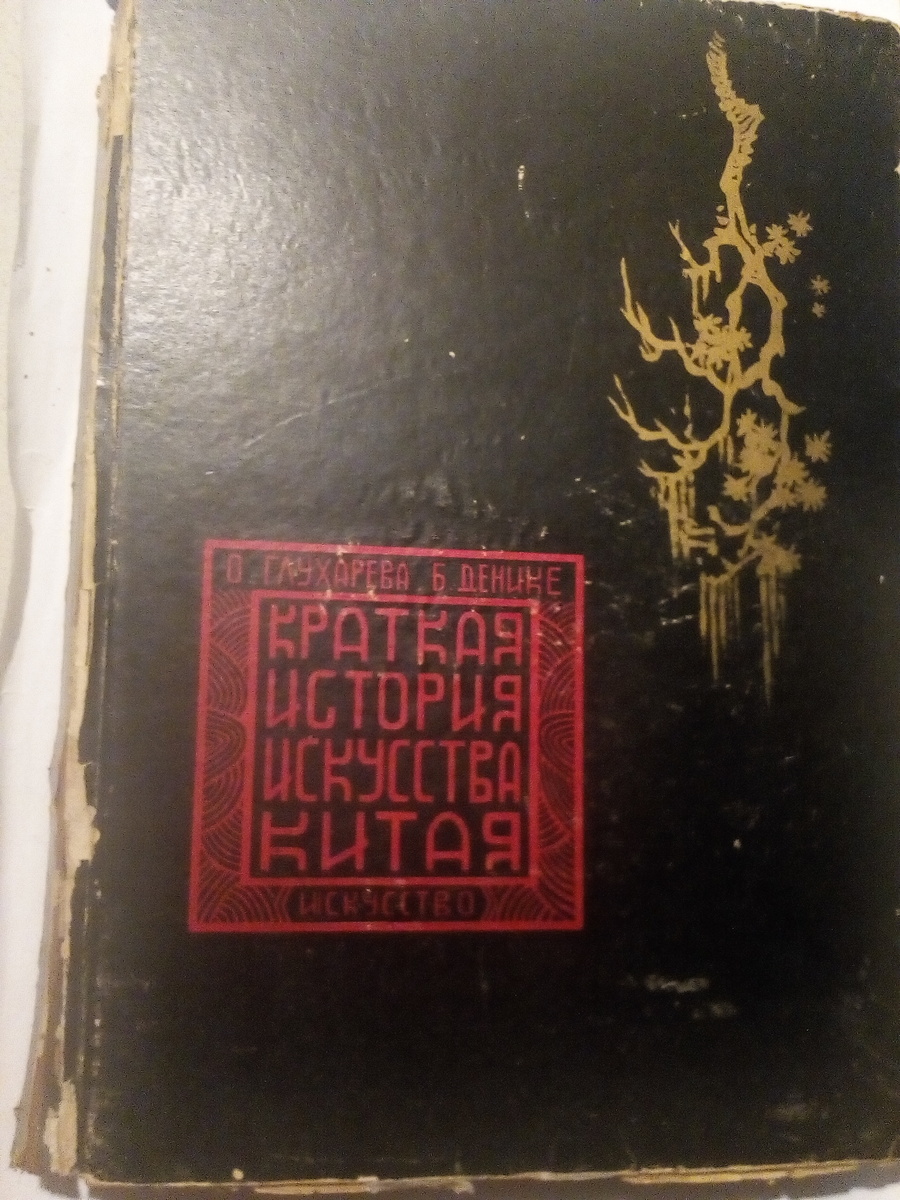 О. ГЛУХАРЕВА Б. ДЕНИКЕ
КРАТКАЯ
ИСТОРИЯ
ИСКУССТВА
КИТАЯ
ИСКУССТВО